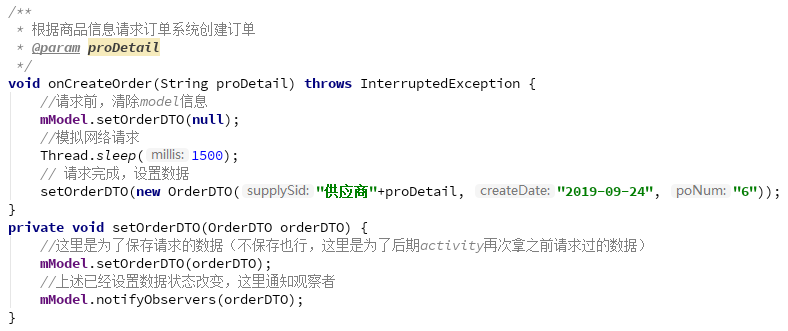 /**
 * 根据商品信息请求订单系统创建订单
 * @param proDetail
 */
void onCreateOrder(String proDetail) throws InterruptedException {
    //请求前，清除model信息
    mModel.setOrderDTO(null);
    //模拟网络请求
    Thread.sleep( millis: 1500);
    // 请求完成，设置数据
    setOrderDTO(new OrderDTO( supplySid: "供应商"+proDetail, createDate: "2019-09-24", poNum: "6"));
}
private void setOrderDTO(OrderDTO orderDTO) {
    //这里是为了保存请求的数据（不保存也行，这里是为了后期activity再次拿之前请求过的数据）
    mModel.setOrderDTO(orderDTO);
    //上述已经设置数据状态改变，这里通知观察者
    mModel.notifyObservers(orderDTO);
}